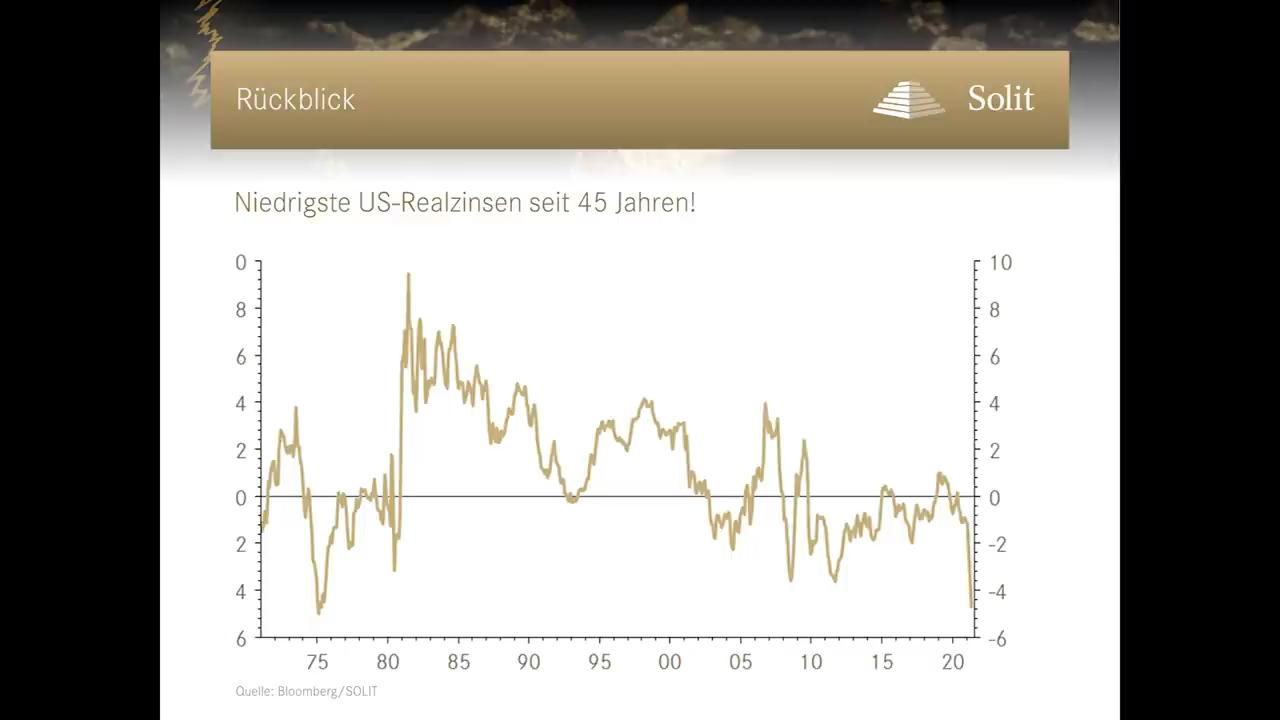 Rückblick
Solit
Niedrigste US-Realzinsen seit 45 Jahren!
0 10
8 8
6 6
4 4
2 2
0 0
2 -2
4 -4
6 -6
75 80 85 90 95 00 05 10 15 20
Quelle: Bloomberg/SOLIT